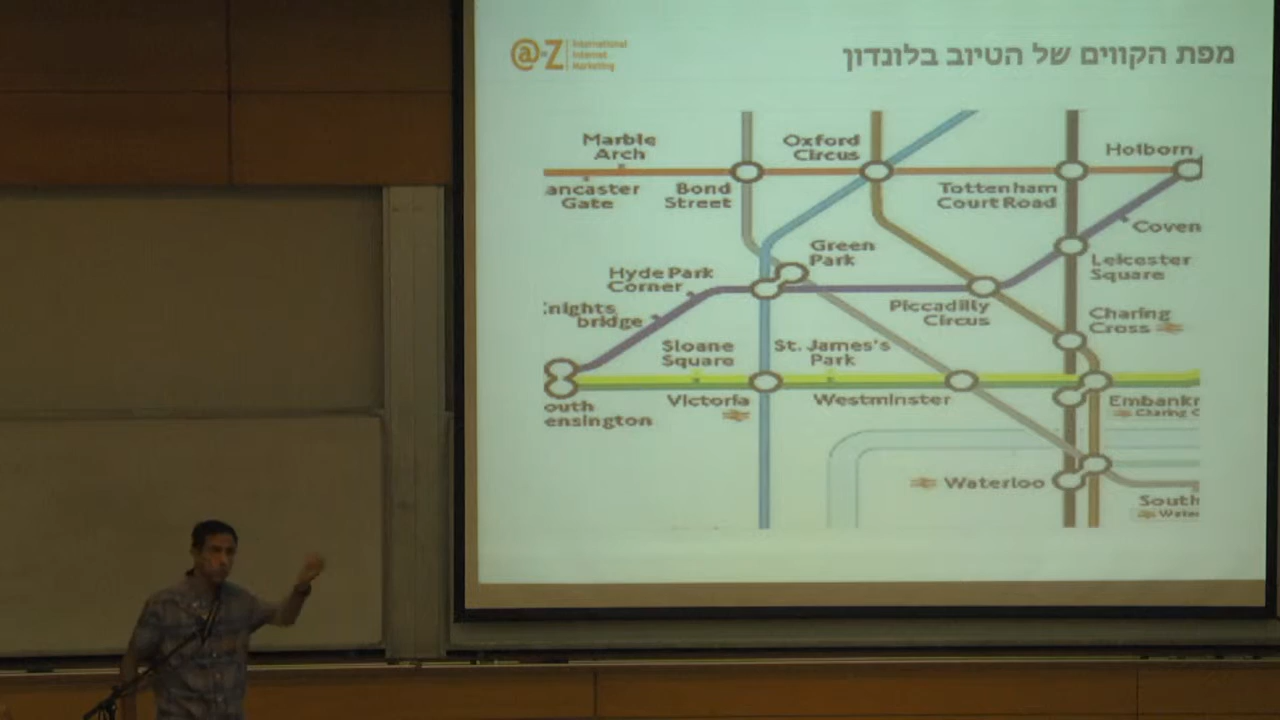 @-Z
International
Internet
Marketing
מפת הקווים של הטיוב בלונדון
Marble
Arch
Oxford
Circus
Holborn
ancaster
Gate
Bond
Street
Tottenham
Court Road
Coven
Green
Park
Leicester
Square
Hyde Park
Corner
nights
bridge
Piccadilly
Circus
Charing
Cross
Sloane
Square
St. James's
Park
outh
ensington
Victoria
Westminster
Embankr
Charing C
Waterloo
South
Water